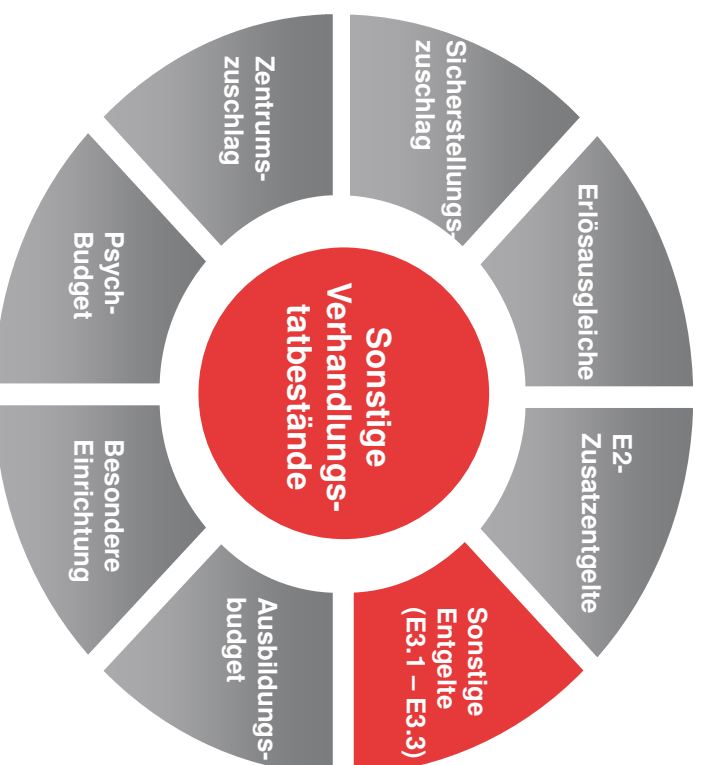 Sonstige
Verhandlungs-
tatbestände
Erlösausgleiche
E2-
Zusatzentgelte
Sonstige
Entgelte
(E3.1 – E3.3)
Ausbildungs-
budget
Besondere
Einrichtung
Psych-
Budget
Zentrums-
zuschlag
Sicherstellungs-
zuschlag